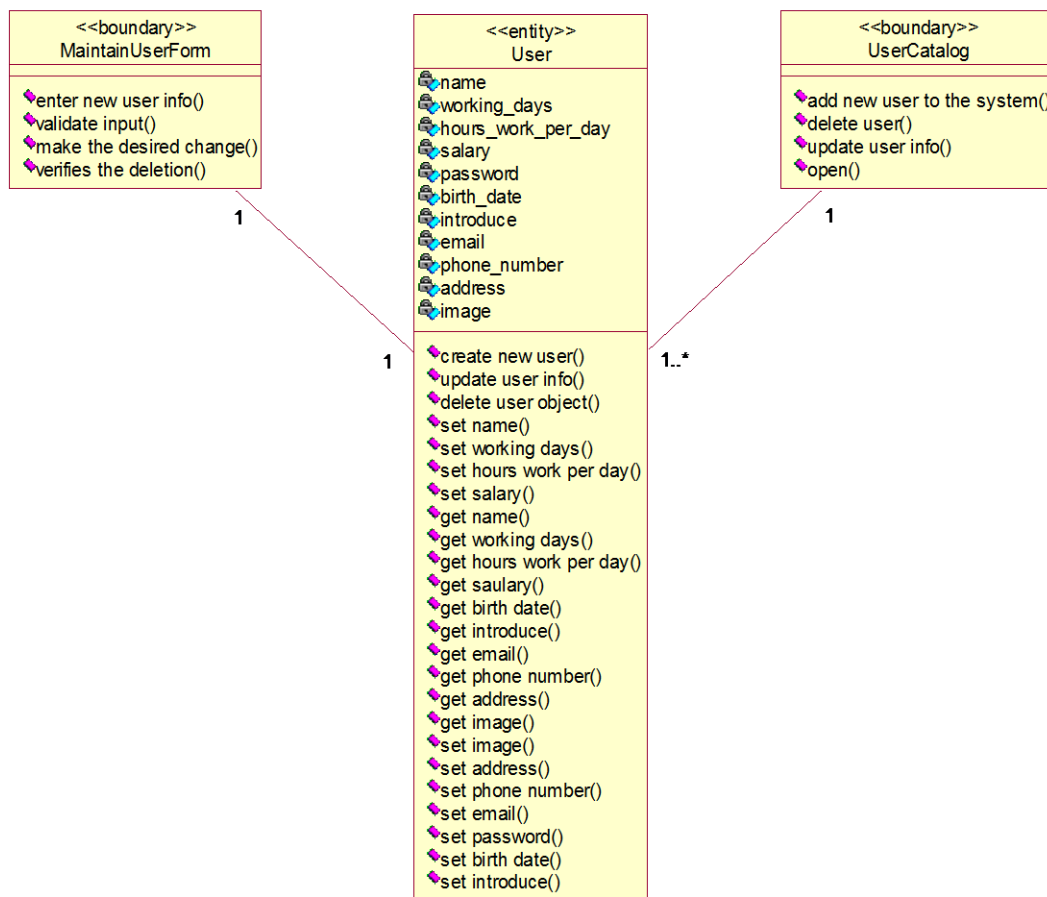 <<boundary>>
MaintainUserForm
enter new user info()
validate input()
make the desired change()
verifies the deletion()
1
1
<<entity>>
User
name
working_days
hours_work_per_day
salary
password
birth_date
introduce
email
phone_number
address
image
create new user()
update user info()
delete user object()
set name()
set working days()
set hours work per day()
set salary()
get name()
get working days()
get hours work per day()
get saulary()
get birth date()
get introduce()
get email()
get phone number()
get address()
get image()
set image()
set address()
set phone number()
set email()
set password()
set birth date()
set introduce()
<<boundary>>
UserCatalog
add new user to the system()
delete user()
update user info()
open()
1
1..*